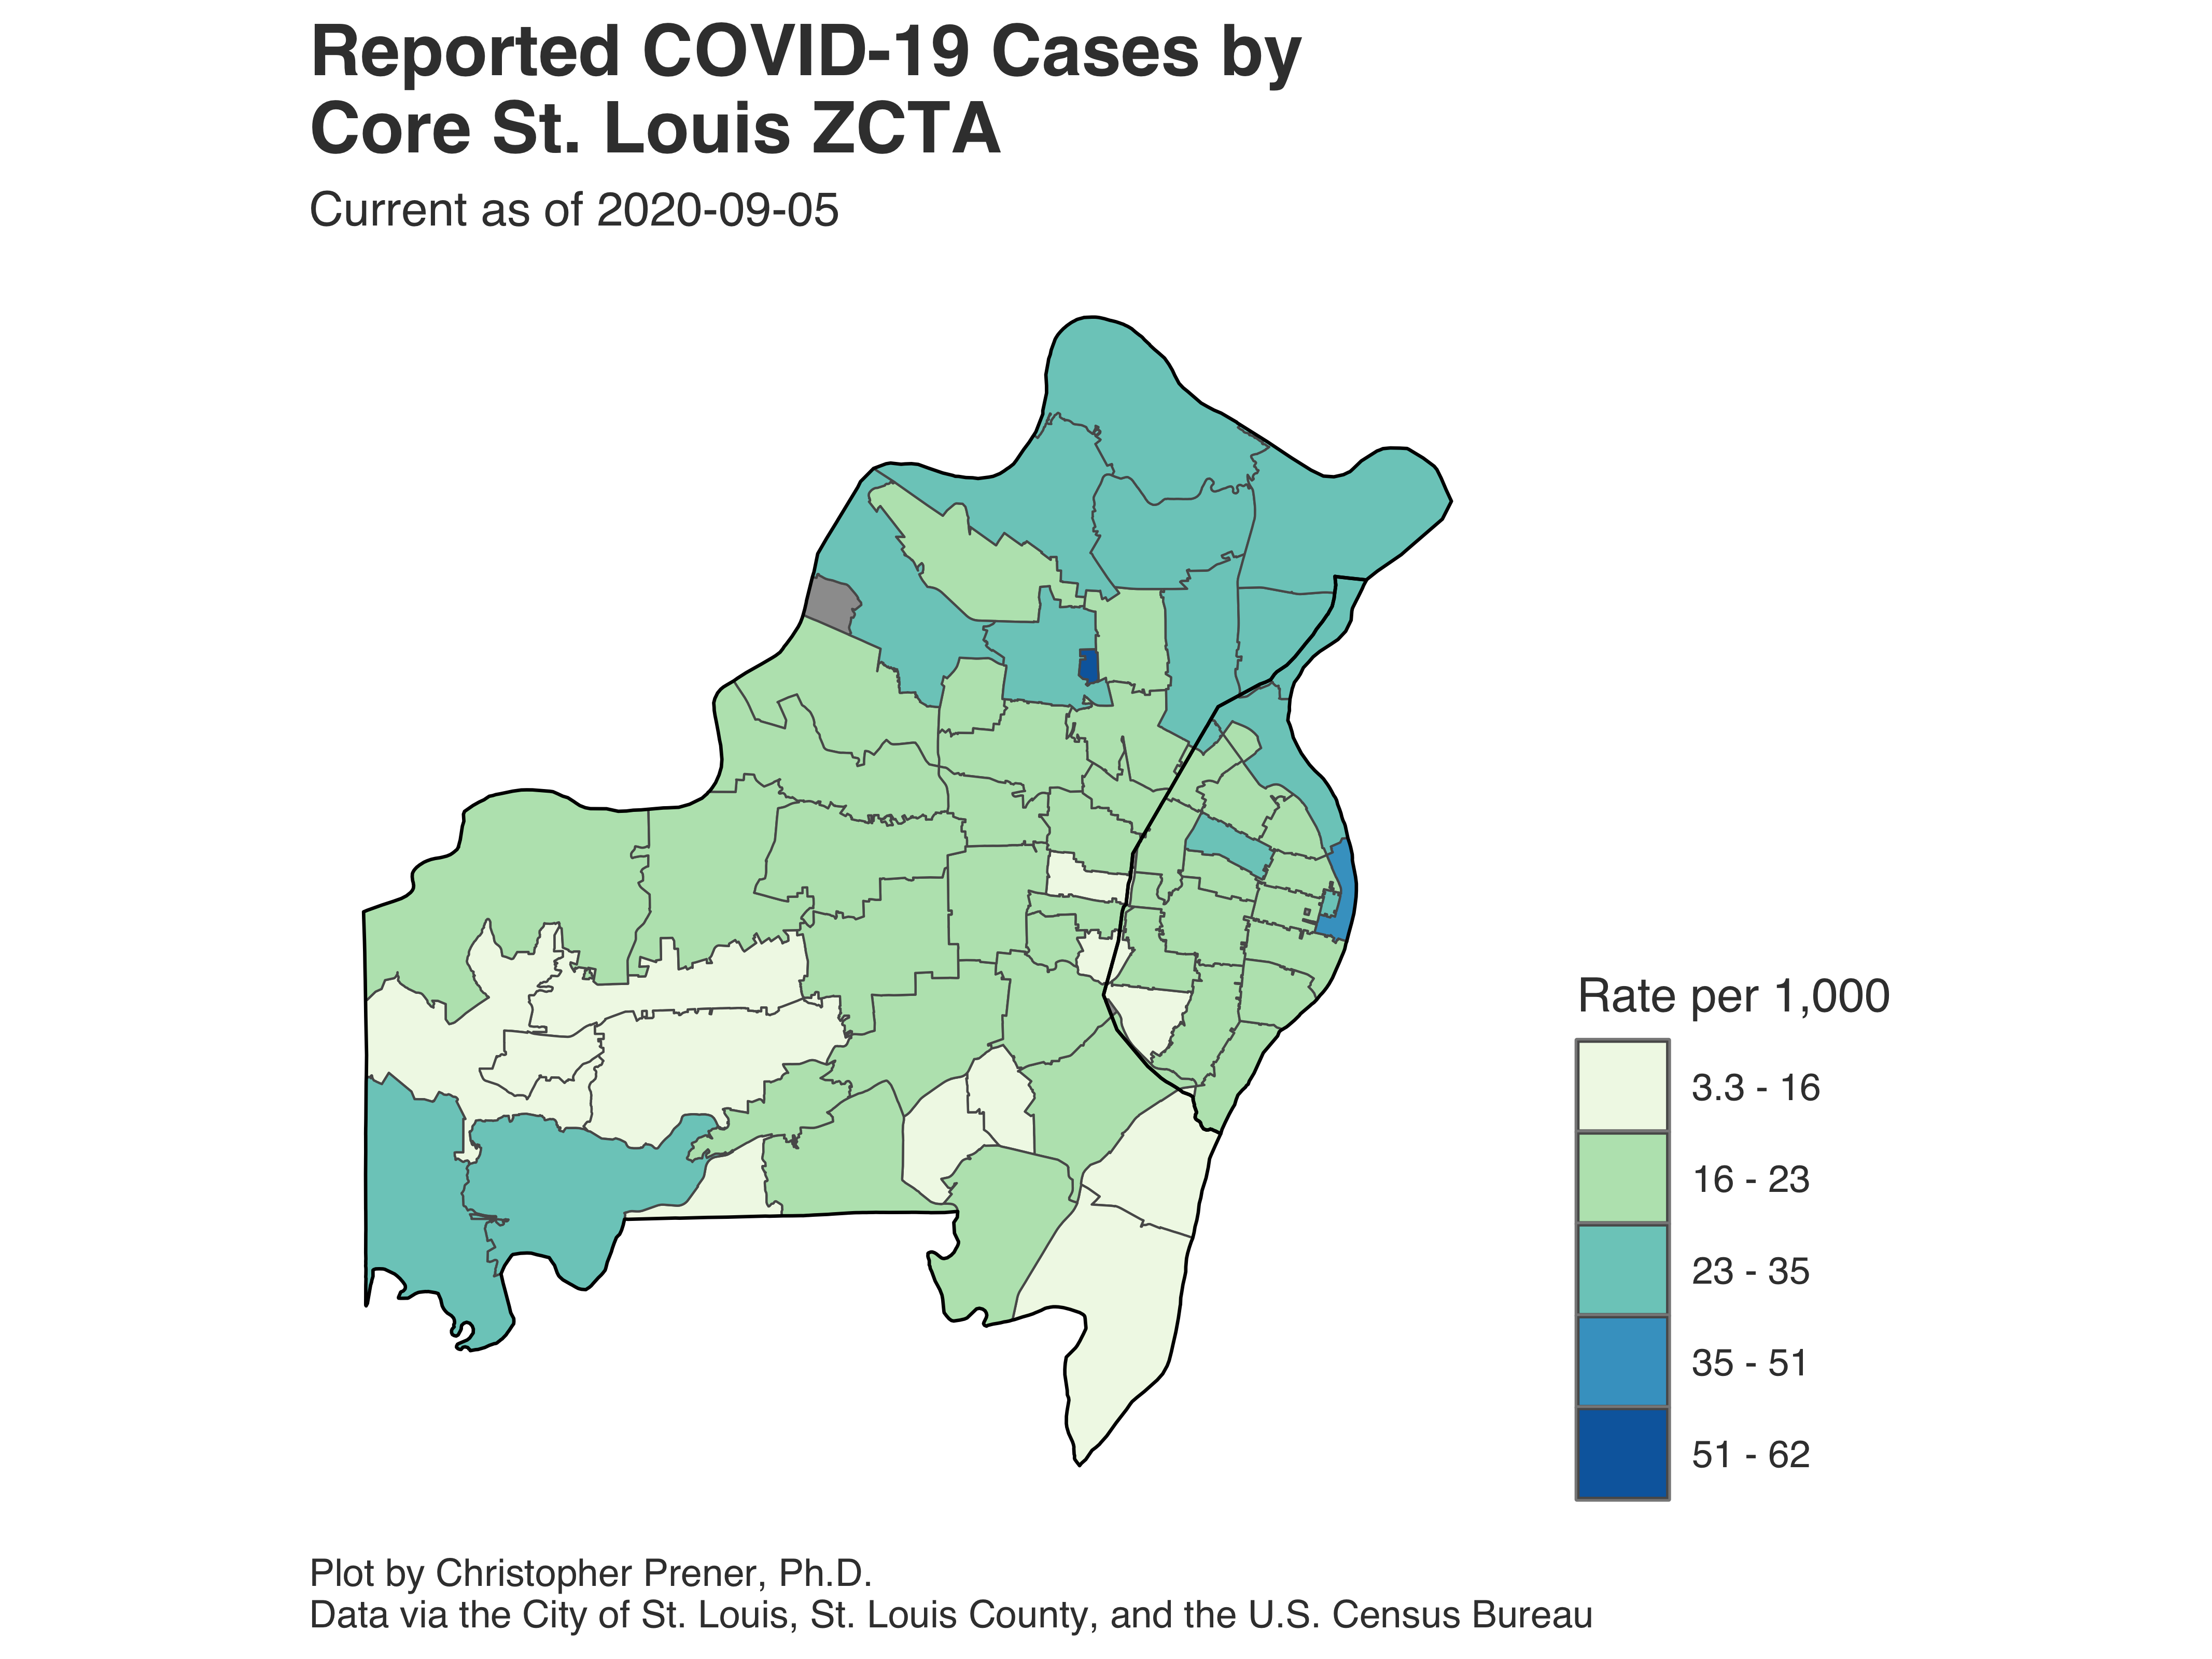 Reported COVID-19 Cases by
Core St. Louis ZCTA
Current as of 2020-09-05
Rate per 1,000
3.3 - 16
16 - 23
23 - 35
35 - 51
51 - 62
Plot by Christopher Prener, Ph.D.
Data via the City of St. Louis, St. Louis County, and the U.S. Census Bureau